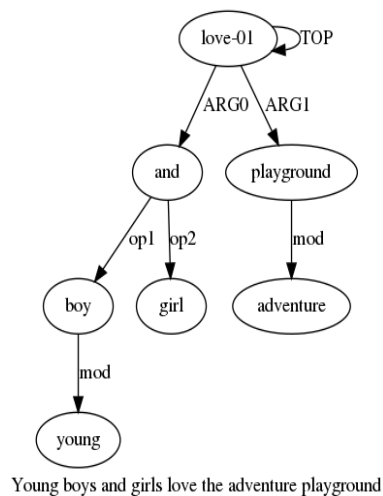 love-01 TOP
ARG0 ARG1
and playground
op1 op2 mod
boy girl adventure
mod
young
Young boys and girls love the adventure playground